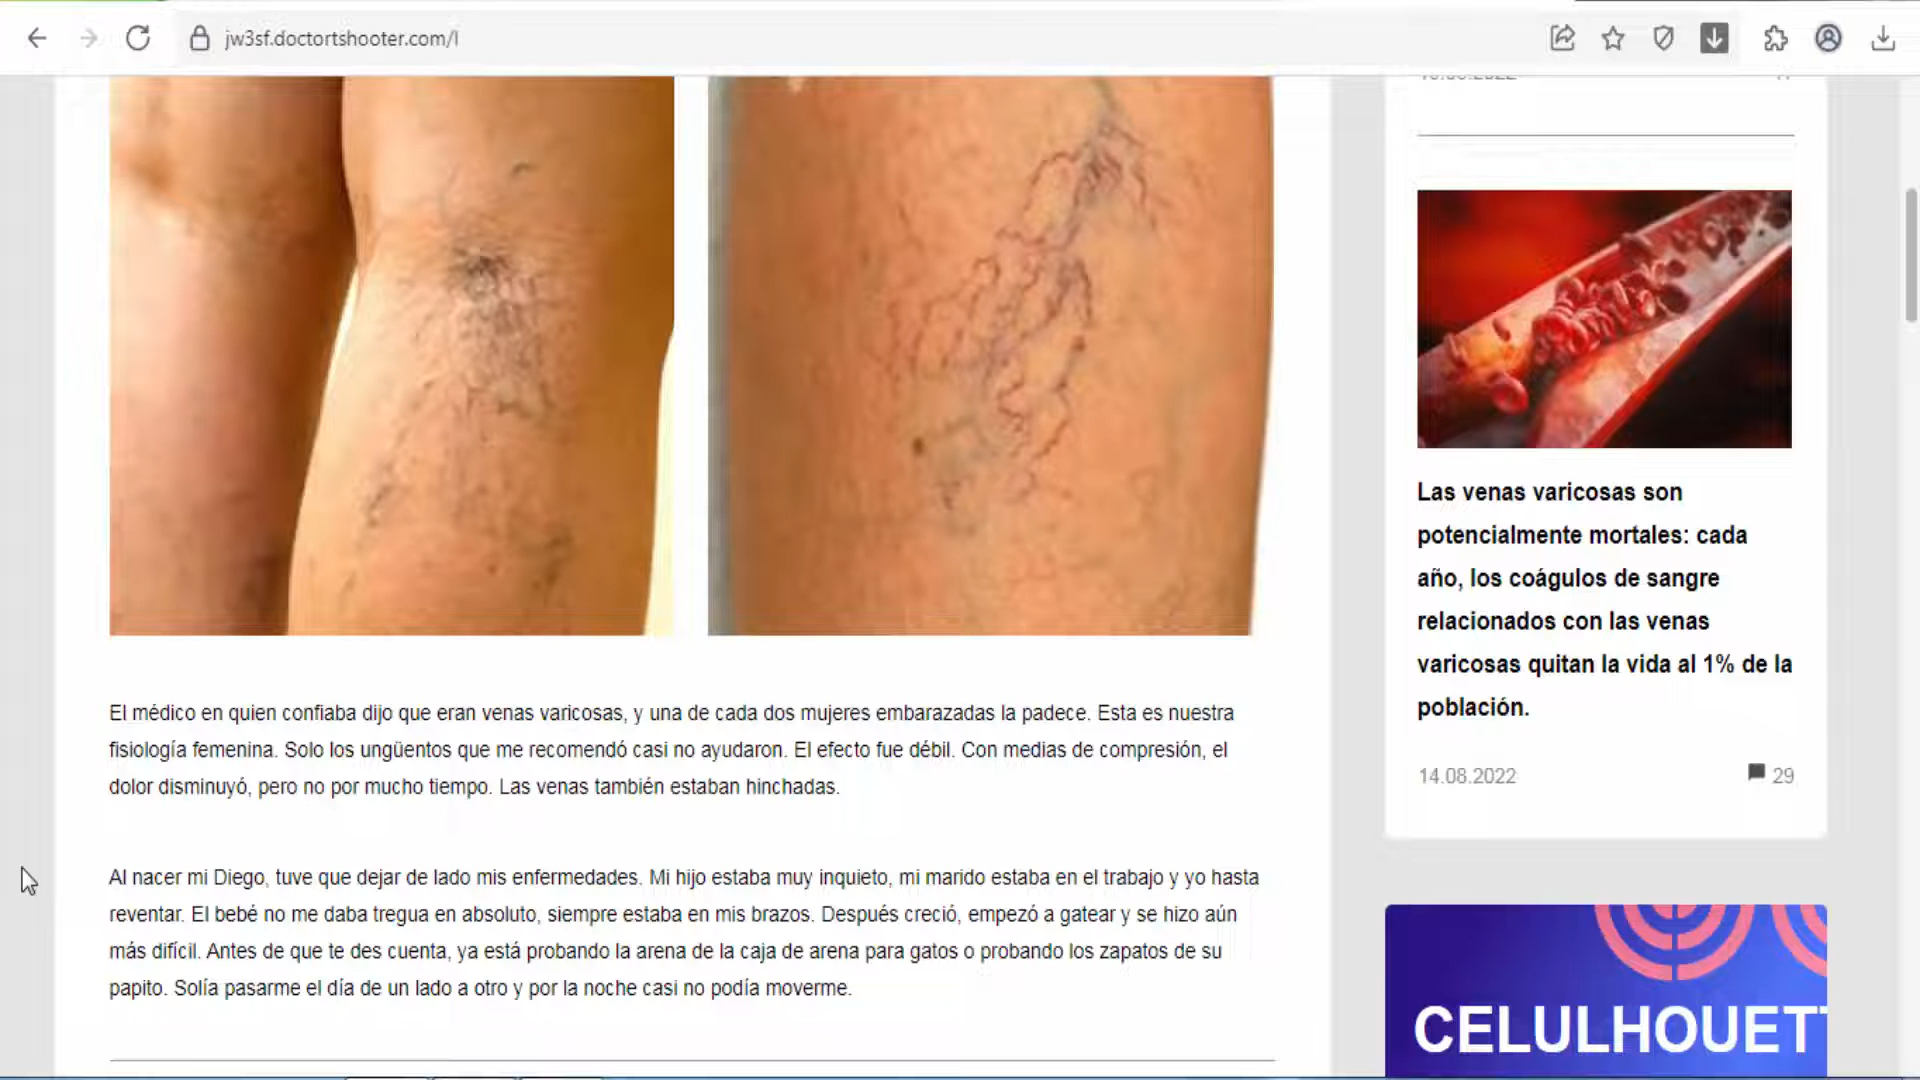 jw3sf.doctortshooter.com/l
El médico en quien confiaba dijo que eran venas varicosas, y una de cada dos mujeres embarazadas la padece. Esta es nuestra
fisiología femenina. Solo los ungüentos que me recomendó casi no ayudaron. El efecto fue débil. Con medias de compresión, el
dolor disminuyó, pero no por mucho tiempo. Las venas también estaban hinchadas.
Al nacer mi Diego, tuve que dejar de lado mis enfermedades. Mi hijo estaba muy inquieto, mi marido estaba en el trabajo y yo hasta
reventar. El bebé no me daba tregua en absoluto, siempre estaba en mis brazos. Después creció, empezó a gatear y se hizo aún
más difícil. Antes de que te des cuenta, ya está probando la arena de la caja de arena para gatos o probando los zapatos de su
papito. Solía pasarme el día de un lado a otro y por la noche casi no podía moverme.
Las venas varicosas son
potencialmente mortales: cada
año, los coágulos de sangre
relacionados con las venas
varicosas quitan la vida al 1% de la
población.
14.08.2022 29
CELULHOUET